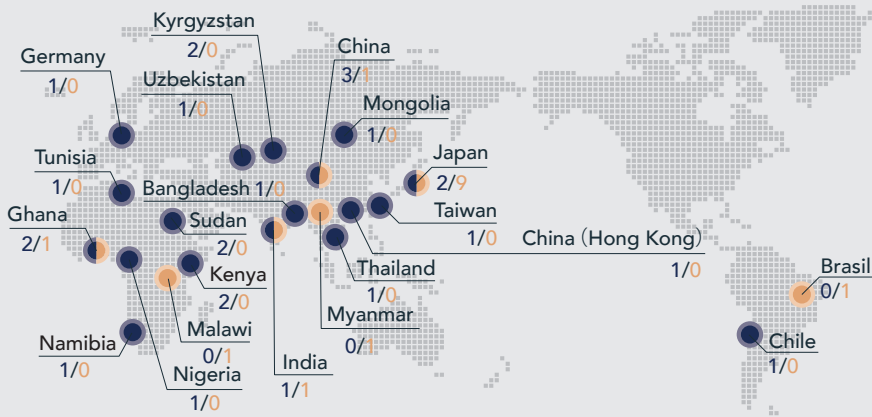 Kyrgyzstan
2/0
Germany
1/0
China
3/1
Uzbekistan
1/0
Mongolia
1/0
Tunisia
1/0
Japan
2/9
Bangladesh
1/0
Ghana
2/1
Sudan
2/0
Taiwan
1/0
China (Hong Kong)
1/0
Kenya
2/0
Thailand
1/0
Brasil
0/1
Myanmar
0/1
Malawi
0/1
Namibia
1/0
India
1/1
Chile
1/0
Nigeria
1/0